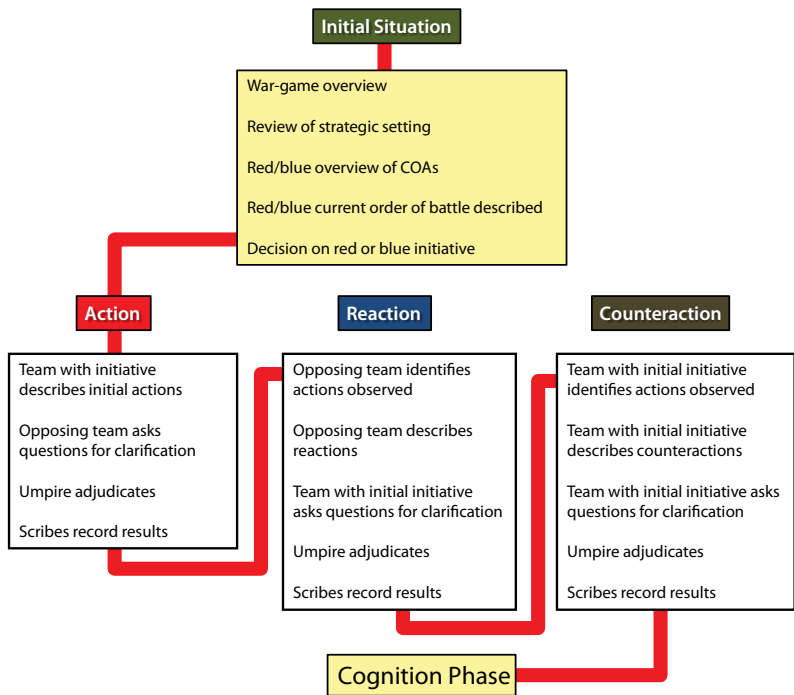 Initial Situation
War-game overview
Review of strategic setting
Red/blue overview of COAs
Red/blue current order of battle described
Decision on red or blue initiative
Action
Team with initiative
describes initial actions
Opposing team asks
questions for clarification
Umpire adjudicates
Scribes record results
Reaction
Opposing team identifies
actions observed
Opposing team describes
reactions
Team with initial initiative
asks questions for clarification
Umpire adjudicates
Scribes record results
Counteraction
Team with initial initiative
identifies actions observed
Team with initial initiative
describes counteractions
Team with initial initiative asks
questions for clarification
Umpire adjudicates
Scribes record results
Cognition Phase